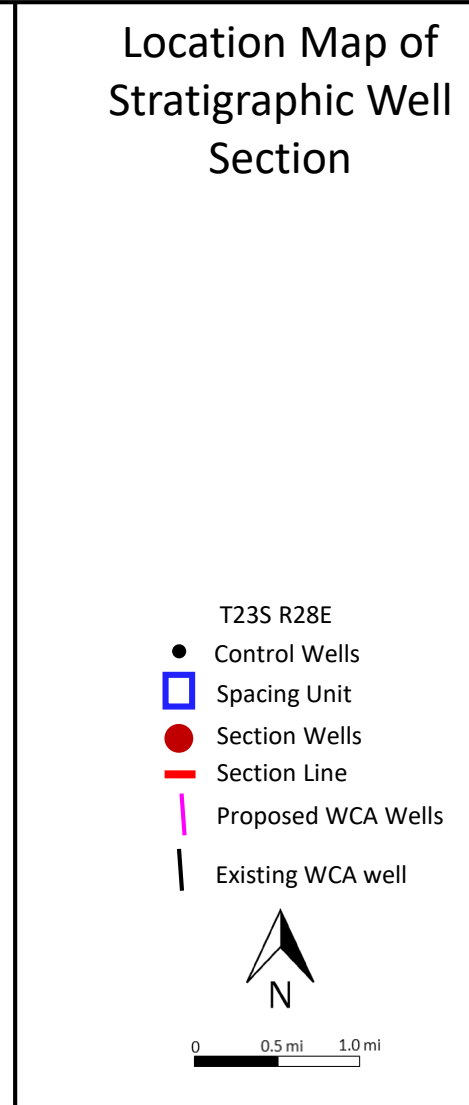 Location Map of
Stratigraphic Well
Section
T23S R28E
Control Wells
Spacing Unit
Section Wells
Section Line
Proposed WCA Wells
Existing WCA well
N
0 0.5 mi 1.0 mi